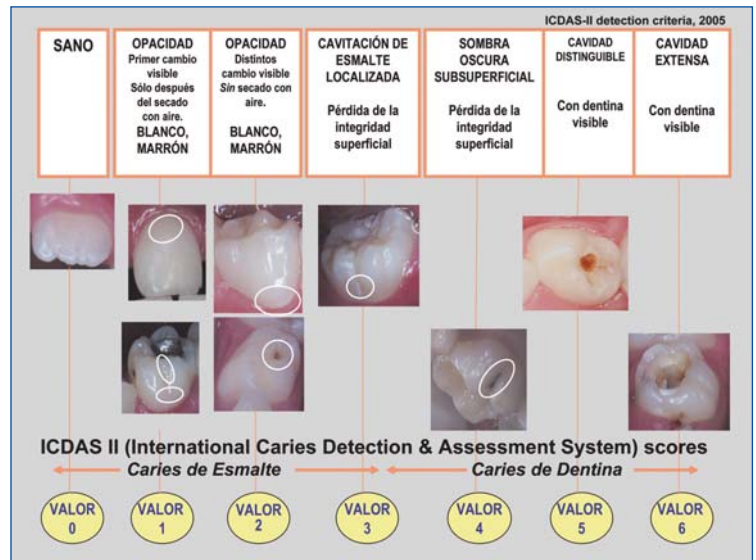 ICDAS-II detection criteria, 2005
SANO
OPACIDAD
Primer cambio
visible
Sólo después
del secado
con aire.
BLANCO,
MARRÓN
OPACIDAD
Distintos
cambio visible
Sin secado con
aire.
BLANCO,
MARRÓN
CAVITACIÓN DE
ESMALTE
LOCALIZADA
Pérdida de la
integridad
superficial
SOMBRA
OSCURA
SUBSUPERFICIAL
Pérdida de la
integridad
superficial
CAVIDAD
DISTINGUIBLE
Con dentina
visible
CAVIDAD
EXTENSA
Con dentina
visible
ICDAS II (International Caries Detection & Assessment System) scores
Caries de Esmalte
Caries de Dentina
VALOR
0
VALOR
1
VALOR
2
VALOR
3
VALOR
4
VALOR
5
VALOR
6